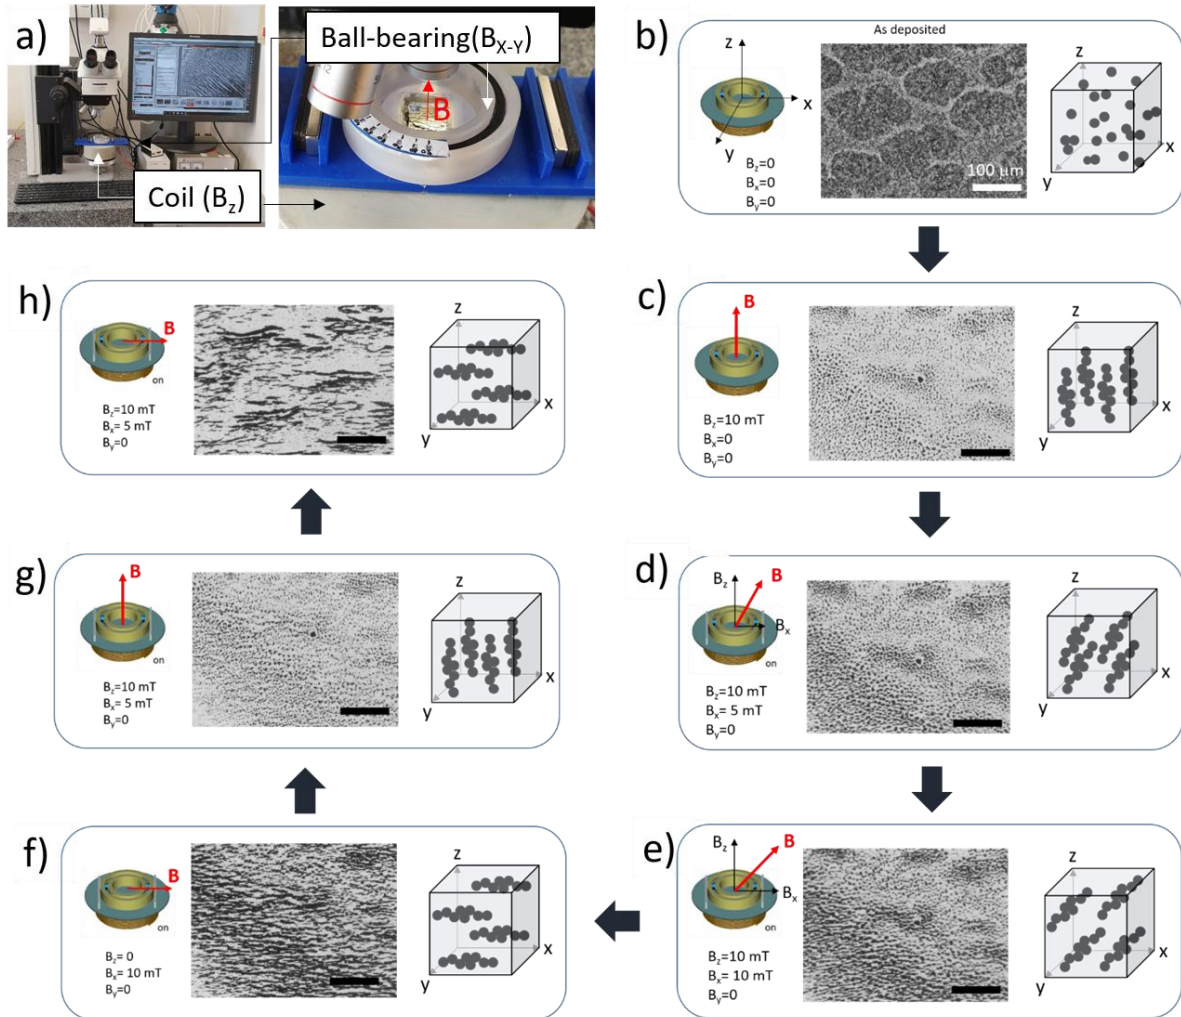 a)
Ball-bearing(B_X-Y)
B
Coil (B_z)
b)
As deposited
z
x
y
B_z=0
B_x=0
B_y=0
100 μm
z
x
y
c)
B
B_z=10 mT
B_x=0
B_y=0
z
x
y
d)
B_z
B
B_x
on
B_z=10 mT
B_x= 5 mT
B_y=0
z
x
y
e)
B_z
B
B_x
on
B_z=10 mT
B_x= 10 mT
B_y=0
z
x
y
f)
B
on
B_z= 0
B_x= 10 mT
B_y=0
z
x
y
g)
B
on
B_z=10 mT
B_x= 5 mT
B_y=0
z
x
y
h)
B
on
B_z=10 mT
B_x= 5 mT
B_y=0
z
x
y